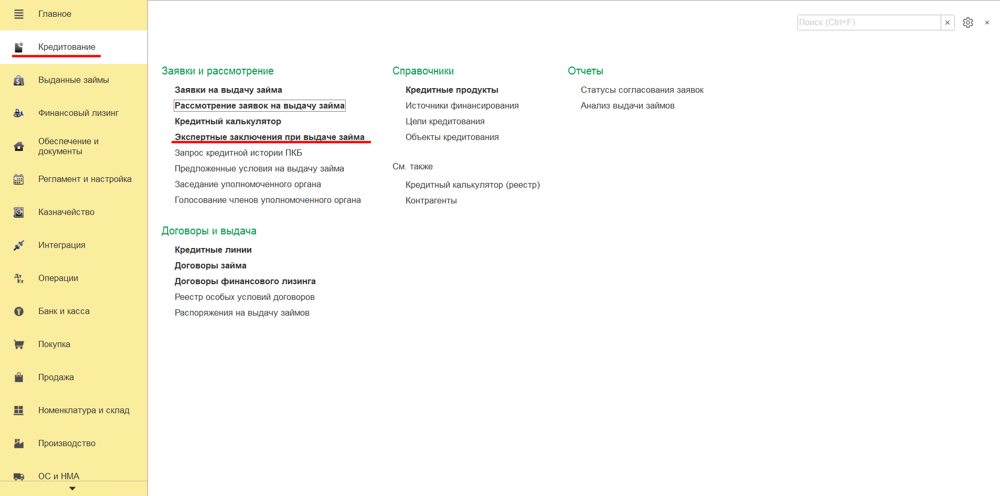 Главное
Кредитование
Выданные займы
Финансовый лизинг
Обеспечение и
документы
Регламент и настройка
Казначейство
Интеграция
Дт
Кт
Операции
Банк и касса
Покупка
Продажа
Номенклатура и склад
Производство
ОС и НМА
Поиск (Ctrl+F)
Заявки и рассмотрение
Заявки на выдачу займа
Рассмотрение заявок на выдачу займа
Кредитный калькулятор
Экспертные заключения при выдаче займа
Запрос кредитной истории ПКБ
Предложенные условия на выдачу займа
Заседание уполномоченного органа
Голосование членов уполномоченного органа
Договоры и выдача
Кредитные линии
Договоры займа
Договоры финансового лизинга
Реестр особых условий договоров
Распоряжения на выдачу займов
Справочники
Кредитные продукты
Источники финансирования
Цели кредитования
Объекты кредитования
См. также
Кредитный калькулятор (реестр)
Контрагенты
Отчеты
Статусы согласования заявок
Анализ выдачи займов